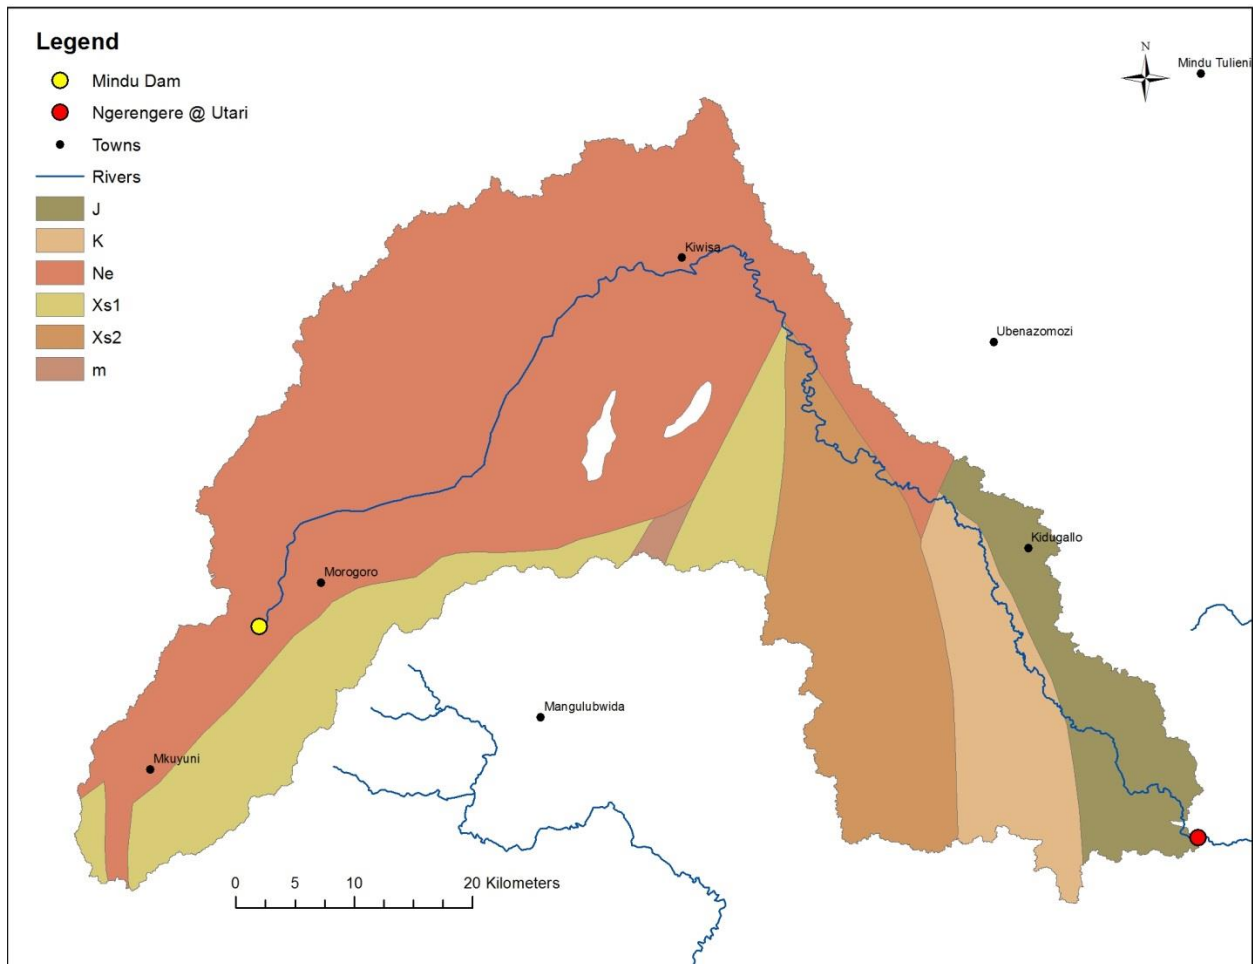 Legend
Mindu Dam
Ngerengere @ Utari
Towns
Rivers
J
K
Ne
Xs1
Xs2
m
N
Mindu Tulieni
Kiwisa
Ubenazomozi
Kidugallo
Morogoro
Mangulubwida
Mkuyuni
0 5 10 20 Kilometers